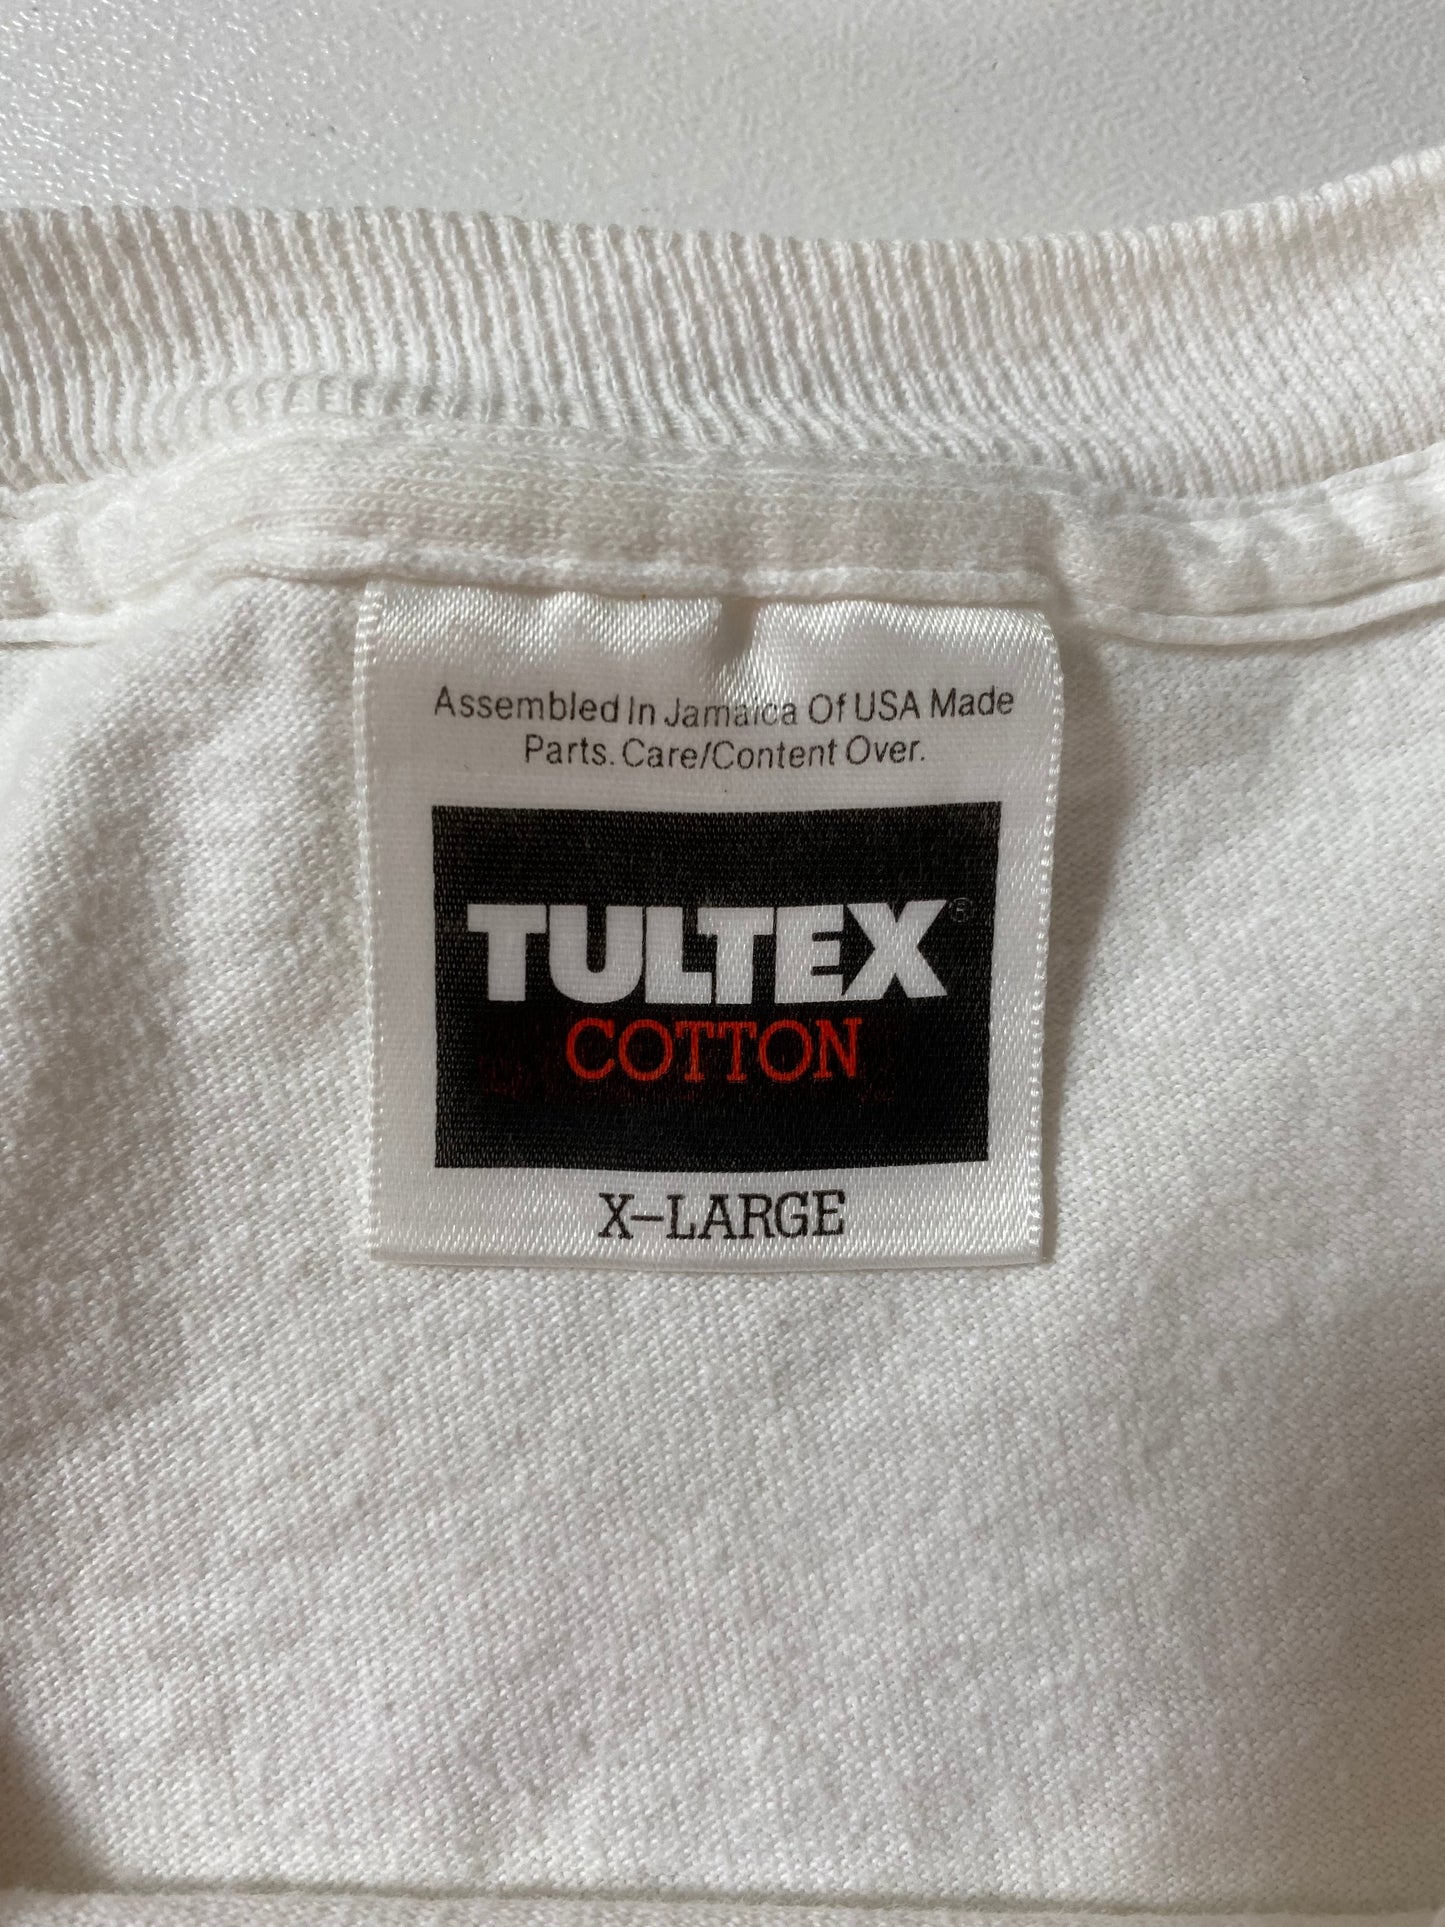 Assembled In Jamaica Of USA Made
Parts. Care/Content Over.
TULTEX®
COTTON
X-LARGE